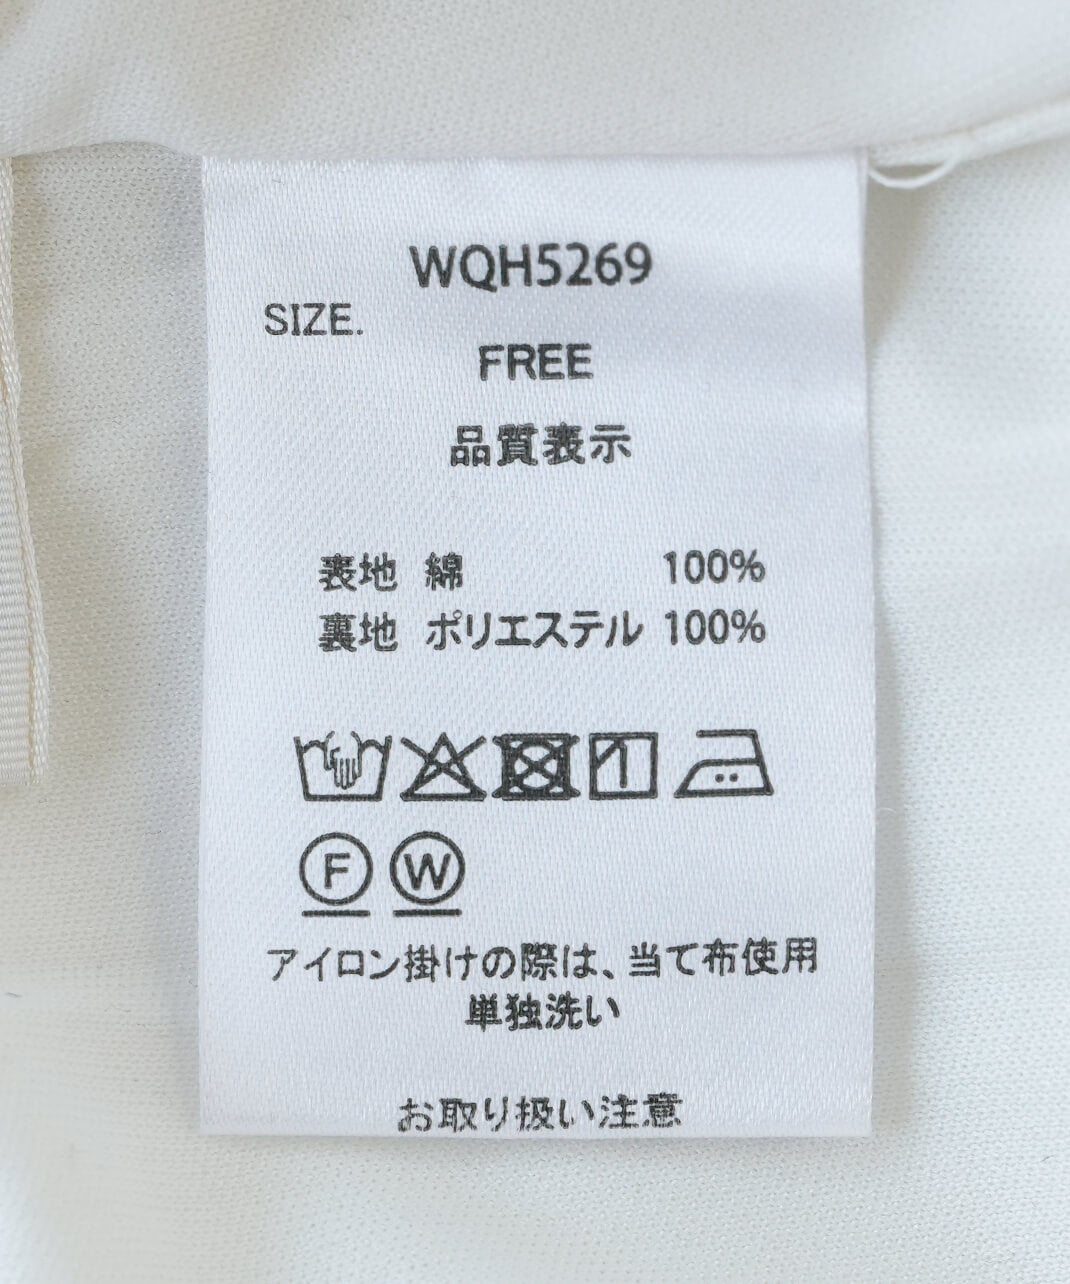 WQH5269
SIZE.
FREE
品質表示
表地 綿 100%
裏地 ポリエステル 100%
F W
アイロン掛けの際は、当て布使用
単独洗い
お取り扱い注意